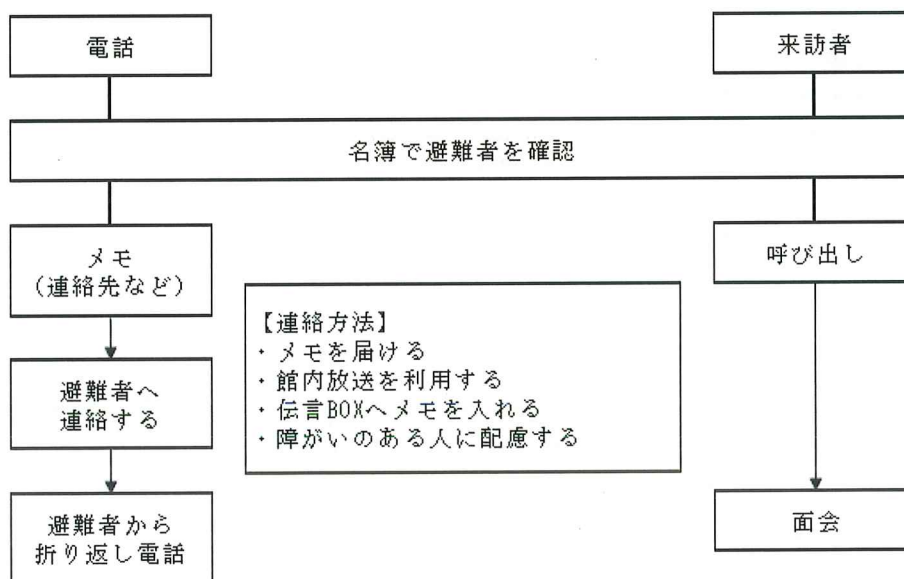 電話
来訪者
名簿で避難者を確認
メモ
(連絡先など)
呼び出し
【連絡方法】
・メモを届ける
・館内放送を利用する
・伝言BOXへメモを入れる
・障がいのある人に配慮する
避難者へ
連絡する
避難者から
折り返し電話
面会